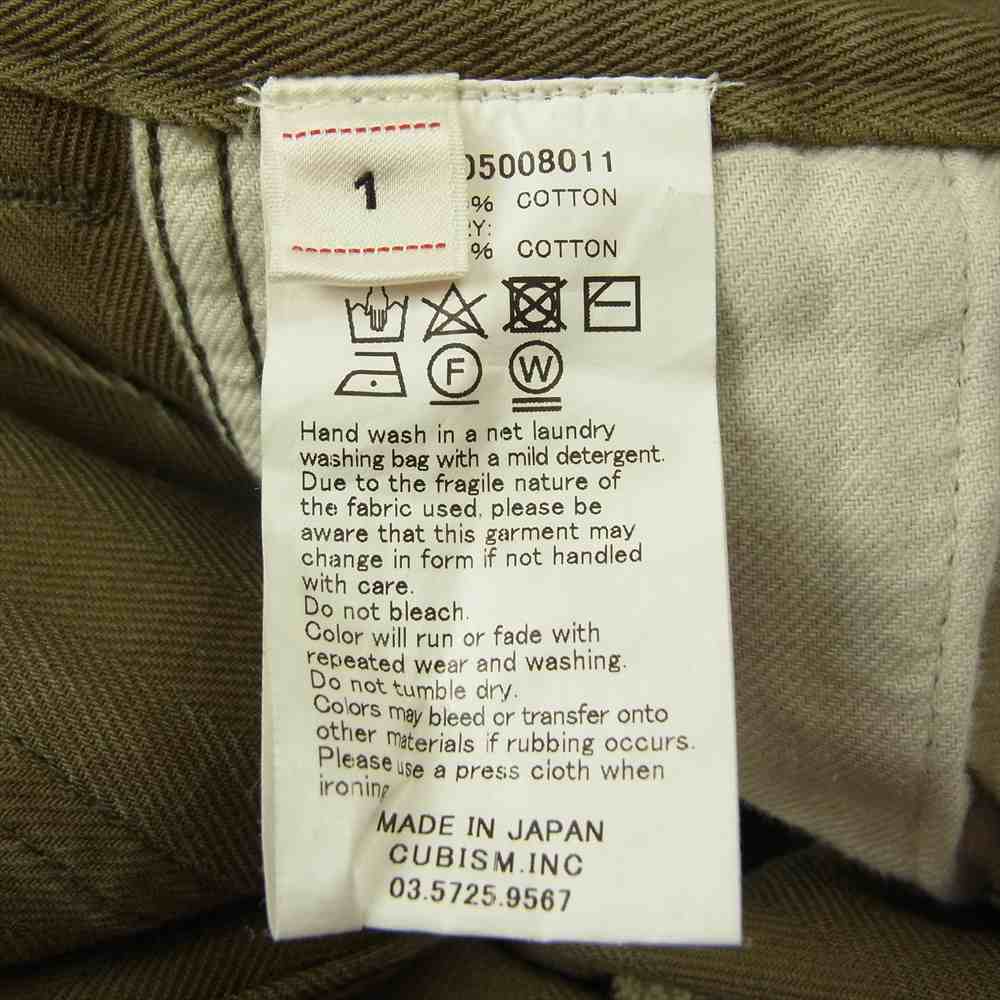 1
05008011
% COTTON
RY:
% COTTON
F W
Hand wash in a net laundry
washing bag with a mild detergent.
Due to the fragile nature of
the fabric used, please be
aware that this garment may
change in form if not handled
with care.
Do not bleach.
Color will run or fade with
repeated wear and washing.
Do not tumble dry.
Colors may bleed or transfer onto
other materials if rubbing occurs.
Please use a press cloth when
ironing
MADE IN JAPAN
CUBISM.INC
03.5725.9567